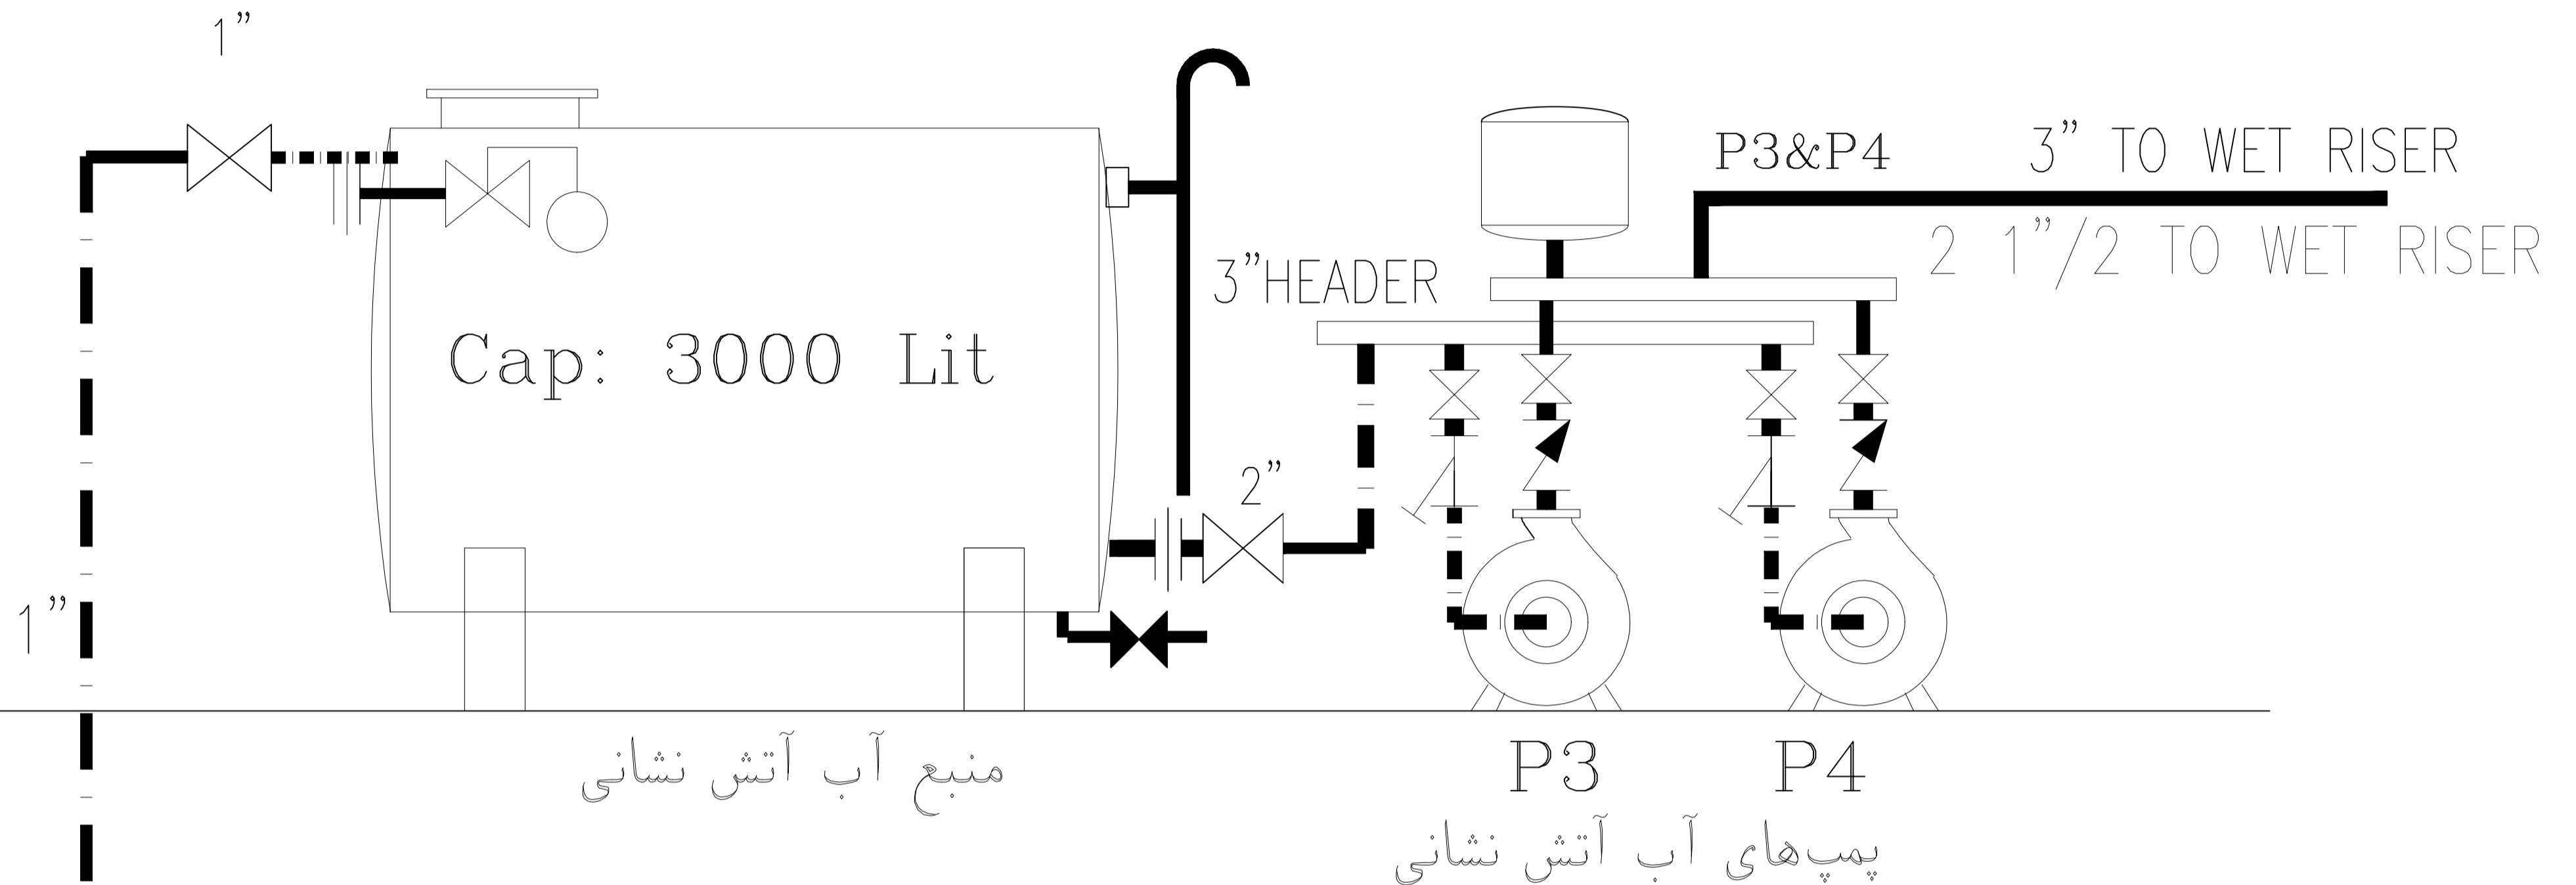 1”
P3&P4
3” TO WET RISER
2 1”/2 TO WET RISER
3”HEADER
Cap: 3000 Lit
2”
1”
منبع آب آتش نشانی
P3
P4
پمپ‌های آب آتش نشانی